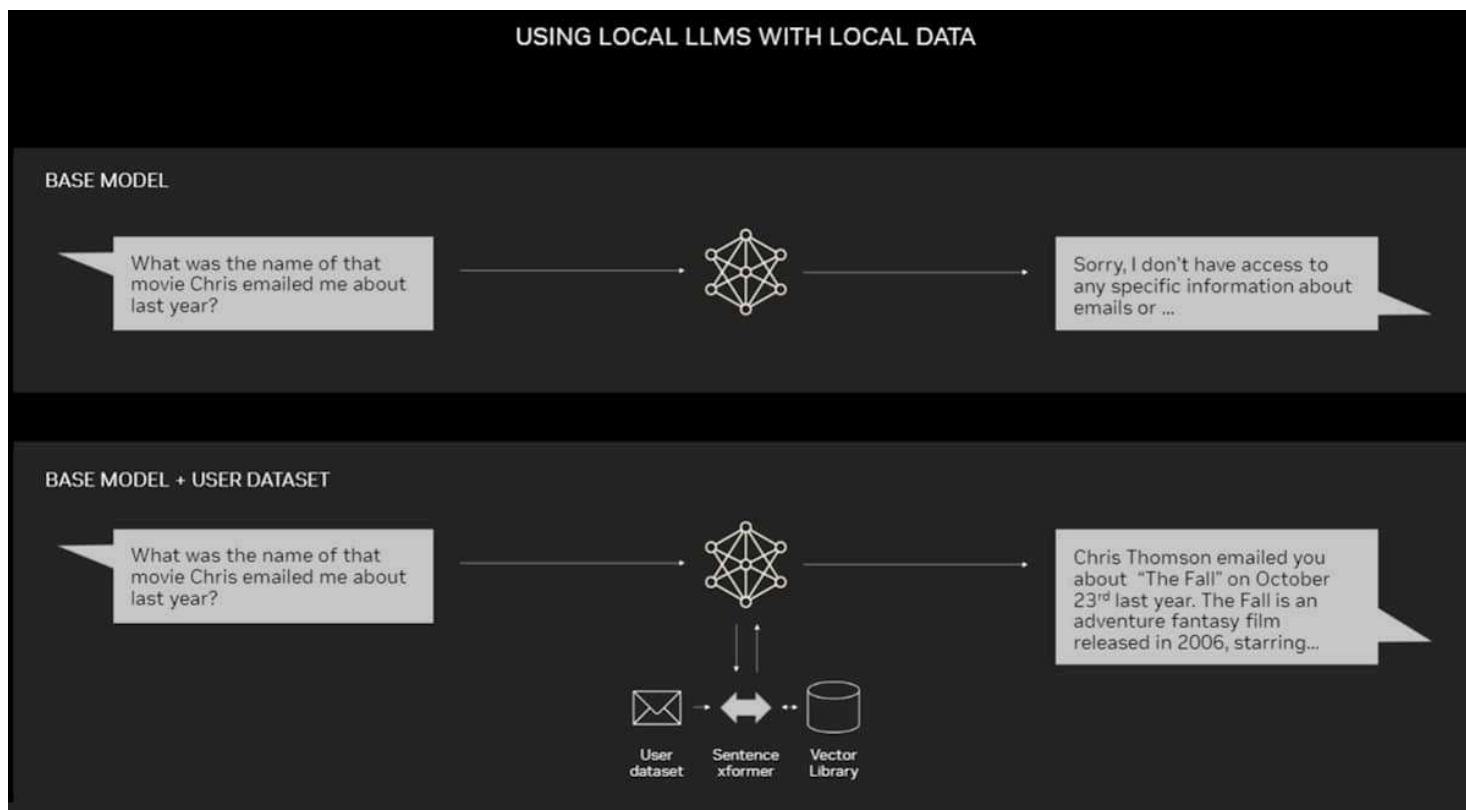 USING LOCAL LLMS WITH LOCAL DATA
BASE MODEL
What was the name of that
movie Chris emailed me about
last year?
Sorry, I don't have access to
any specific information about
emails or ...
BASE MODEL + USER DATASET
What was the name of that
movie Chris emailed me about
last year?
Chris Thomson emailed you
about “The Fall” on October
23rd last year. The Fall is an
adventure fantasy film
released in 2006, starring...
User
dataset
Sentence
xformer
Vector
Library